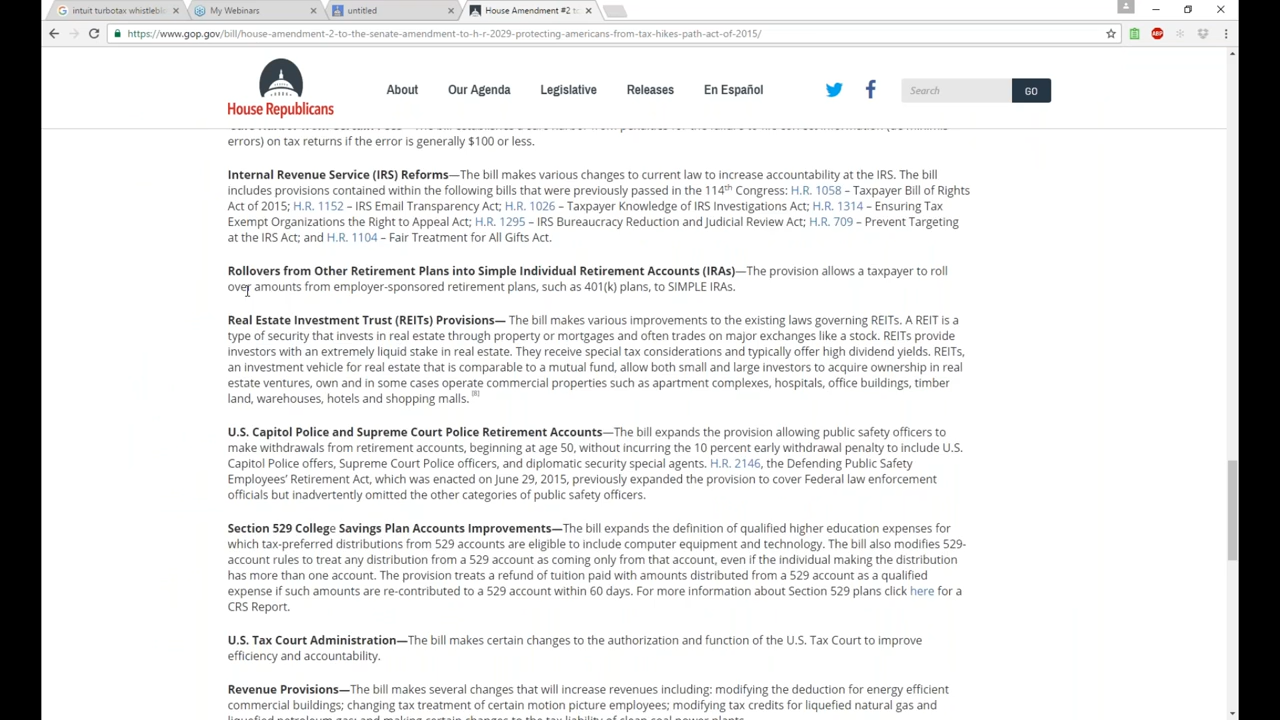 intuit turbotax whistleblo
My Webinars
untitled
House Amendment #2 to
https://www.gop.gov/bill/house-amendment-2-to-the-senate-amendment-to-h-r-2029-protecting-americans-from-tax-hikes-path-act-of-2015/
ABP
House Republicans
About
Our Agenda
Legislative
Releases
En Español
Search
GO
errors) on tax returns if the error is generally $100 or less.
Internal Revenue Service (IRS) Reforms—The bill makes various changes to current law to increase accountability at the IRS. The bill
includes provisions contained within the following bills that were previously passed in the 114th Congress: H.R. 1058 – Taxpayer Bill of Rights
Act of 2015; H.R. 1152 – IRS Email Transparency Act; H.R. 1026 – Taxpayer Knowledge of IRS Investigations Act; H.R. 1314 – Ensuring Tax
Exempt Organizations the Right to Appeal Act; H.R. 1295 – IRS Bureaucracy Reduction and Judicial Review Act; H.R. 709 – Prevent Targeting
at the IRS Act; and H.R. 1104 – Fair Treatment for All Gifts Act.
Rollovers from Other Retirement Plans into Simple Individual Retirement Accounts (IRAs)—The provision allows a taxpayer to roll
over amounts from employer-sponsored retirement plans, such as 401(k) plans, to SIMPLE IRAs.
Real Estate Investment Trust (REITs) Provisions— The bill makes various improvements to the existing laws governing REITs. A REIT is a
type of security that invests in real estate through property or mortgages and often trades on major exchanges like a stock. REITs provide
investors with an extremely liquid stake in real estate. They receive special tax considerations and typically offer high dividend yields. REITs,
an investment vehicle for real estate that is comparable to a mutual fund, allow both small and large investors to acquire ownership in real
estate ventures, own and in some cases operate commercial properties such as apartment complexes, hospitals, office buildings, timber
land, warehouses, hotels and shopping malls. [8]
U.S. Capitol Police and Supreme Court Police Retirement Accounts—The bill expands the provision allowing public safety officers to
make withdrawals from retirement accounts, beginning at age 50, without incurring the 10 percent early withdrawal penalty to include U.S.
Capitol Police offers, Supreme Court Police officers, and diplomatic security special agents. H.R. 2146, the Defending Public Safety
Employees’ Retirement Act, which was enacted on June 29, 2015, previously expanded the provision to cover Federal law enforcement
officials but inadvertently omitted the other categories of public safety officers.
Section 529 College Savings Plan Accounts Improvements—The bill expands the definition of qualified higher education expenses for
which tax-preferred distributions from 529 accounts are eligible to include computer equipment and technology. The bill also modifies 529-
account rules to treat any distribution from a 529 account as coming only from that account, even if the individual making the distribution
has more than one account. The provision treats a refund of tuition paid with amounts distributed from a 529 account as a qualified
expense if such amounts are re-contributed to a 529 account within 60 days. For more information about Section 529 plans click here for a
CRS Report.
U.S. Tax Court Administration—The bill makes certain changes to the authorization and function of the U.S. Tax Court to improve
efficiency and accountability.
Revenue Provisions—The bill makes several changes that will increase revenues including: modifying the deduction for energy efficient
commercial buildings; changing tax treatment of certain motion picture employees; modifying tax credits for liquefied natural gas and